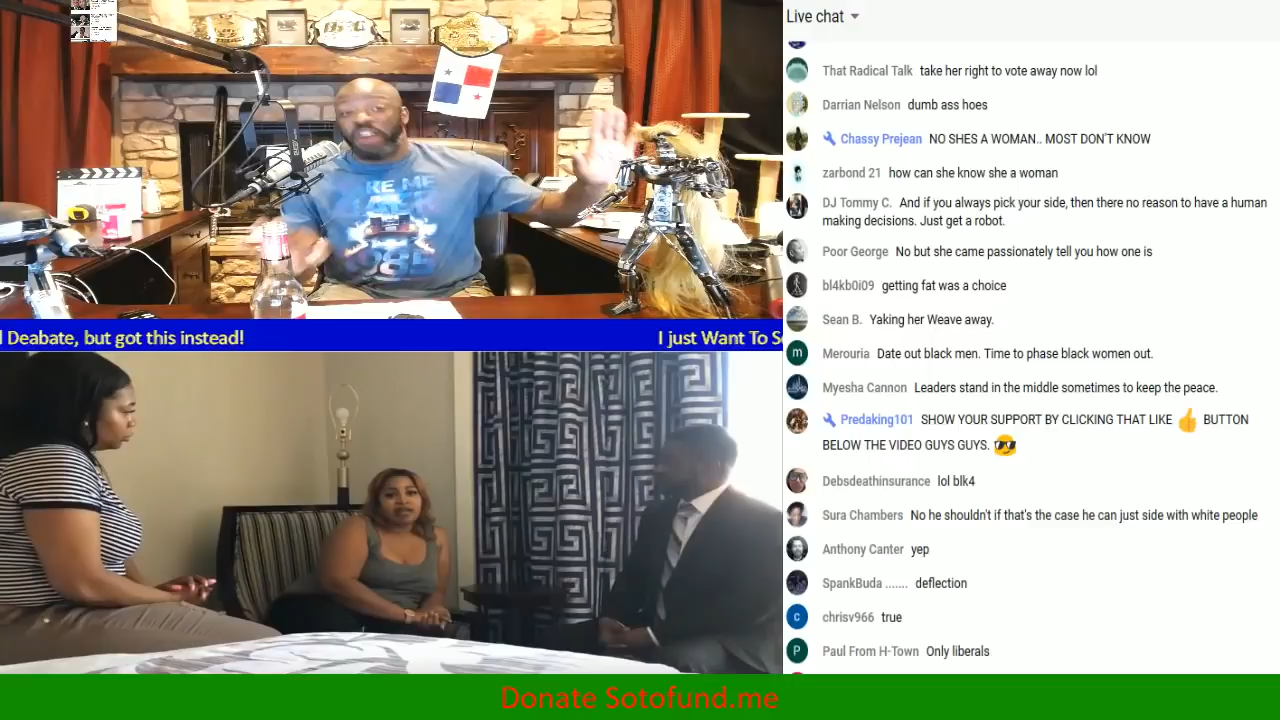 Live chat
That Radical Talk take her right to vote away now lol
Darrian Nelson dumb ass hoes
Chassy Prejean NO SHES A WOMAN.. MOST DON'T KNOW
zarbond 21 how can she know she a woman
DJ Tommy C. And if you always pick your side, then there no reason to have a human
making decisions. Just get a robot.
Poor George No but she came passionately tell you how one is
bl4kb0i09 getting fat was a choice
Sean B. Yaking her Weave away.
m
Merouria Date out black men. Time to phase black women out.
Myesha Cannon Leaders stand in the middle sometimes to keep the peace.
Predaking101 SHOW YOUR SUPPORT BY CLICKING THAT LIKE 👍 BUTTON
BELOW THE VIDEO GUYS GUYS. 😎
Debsdeathinsurance lol blk4
Sura Chambers No he shouldn't if that's the case he can just side with white people
Anthony Canter yep
SpankBuda ....... deflection
c
chrisv966 true
P
Paul From H-Town Only liberals
l Deabate, but got this instead!
I just Want To S
Donate Sotofund.me